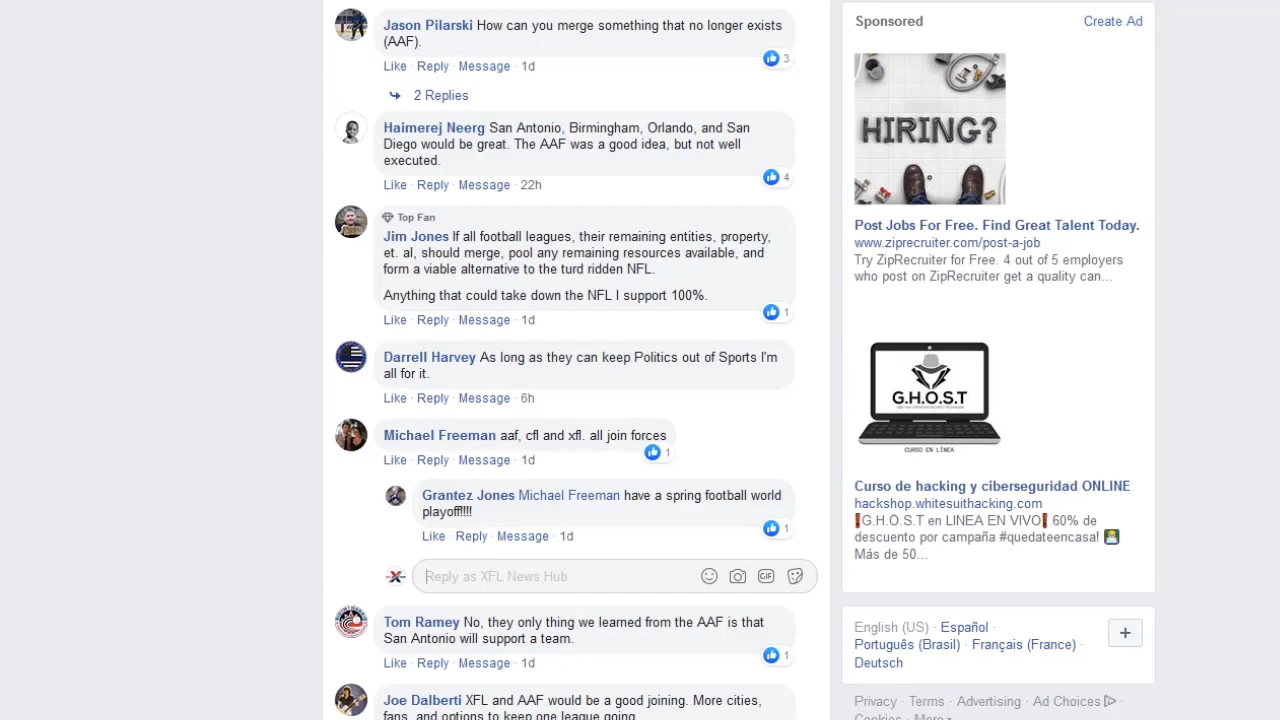 Jason Pilarski How can you merge something that no longer exists
(AAF).
3
Like · Reply · Message · 1d
2 Replies
Haimerej Neerg San Antonio, Birmingham, Orlando, and San
Diego would be great. The AAF was a good idea, but not well
executed.
4
Like · Reply · Message · 22h
Top Fan
Jim Jones If all football leagues, their remaining entities, property,
et. al, should merge, pool any remaining resources available, and
form a viable alternative to the turd ridden NFL.
Anything that could take down the NFL I support 100%.
1
Like · Reply · Message · 1d
Darrell Harvey As long as they can keep Politics out of Sports I'm
all for it.
Like · Reply · Message · 6h
Michael Freeman aaf, cfl and xfl. all join forces
1
Like · Reply · Message · 1d
Grantez Jones Michael Freeman have a spring football world
playoff!!!!
1
Like · Reply · Message · 1d
Reply as XFL News Hub
GIF
Tom Ramey No, they only thing we learned from the AAF is that
San Antonio will support a team.
1
Like · Reply · Message · 1d
Joe Dalberti XFL and AAF would be a good joining. More cities,
fans, and options to keep one league going.
Sponsored
Create Ad
HIRING?
Post Jobs For Free. Find Great Talent Today.
www.ziprecruiter.com/post-a-job
Try ZipRecruiter for Free. 4 out of 5 employers
who post on ZipRecruiter get a quality can...
G.H.O.S.T
CURSO EN LÍNEA
Curso de hacking y ciberseguridad ONLINE
hackshop.whitesuithacking.com
❗G.H.O.S.T en LINEA EN VIVO❗ 60% de
descuento por campaña #quedateencasa! 👨‍💻
Más de 50...
English (US) · Español ·
Português (Brasil) · Français (France) ·
Deutsch
+
Privacy · Terms · Advertising · Ad Choices ·
Cookies · More